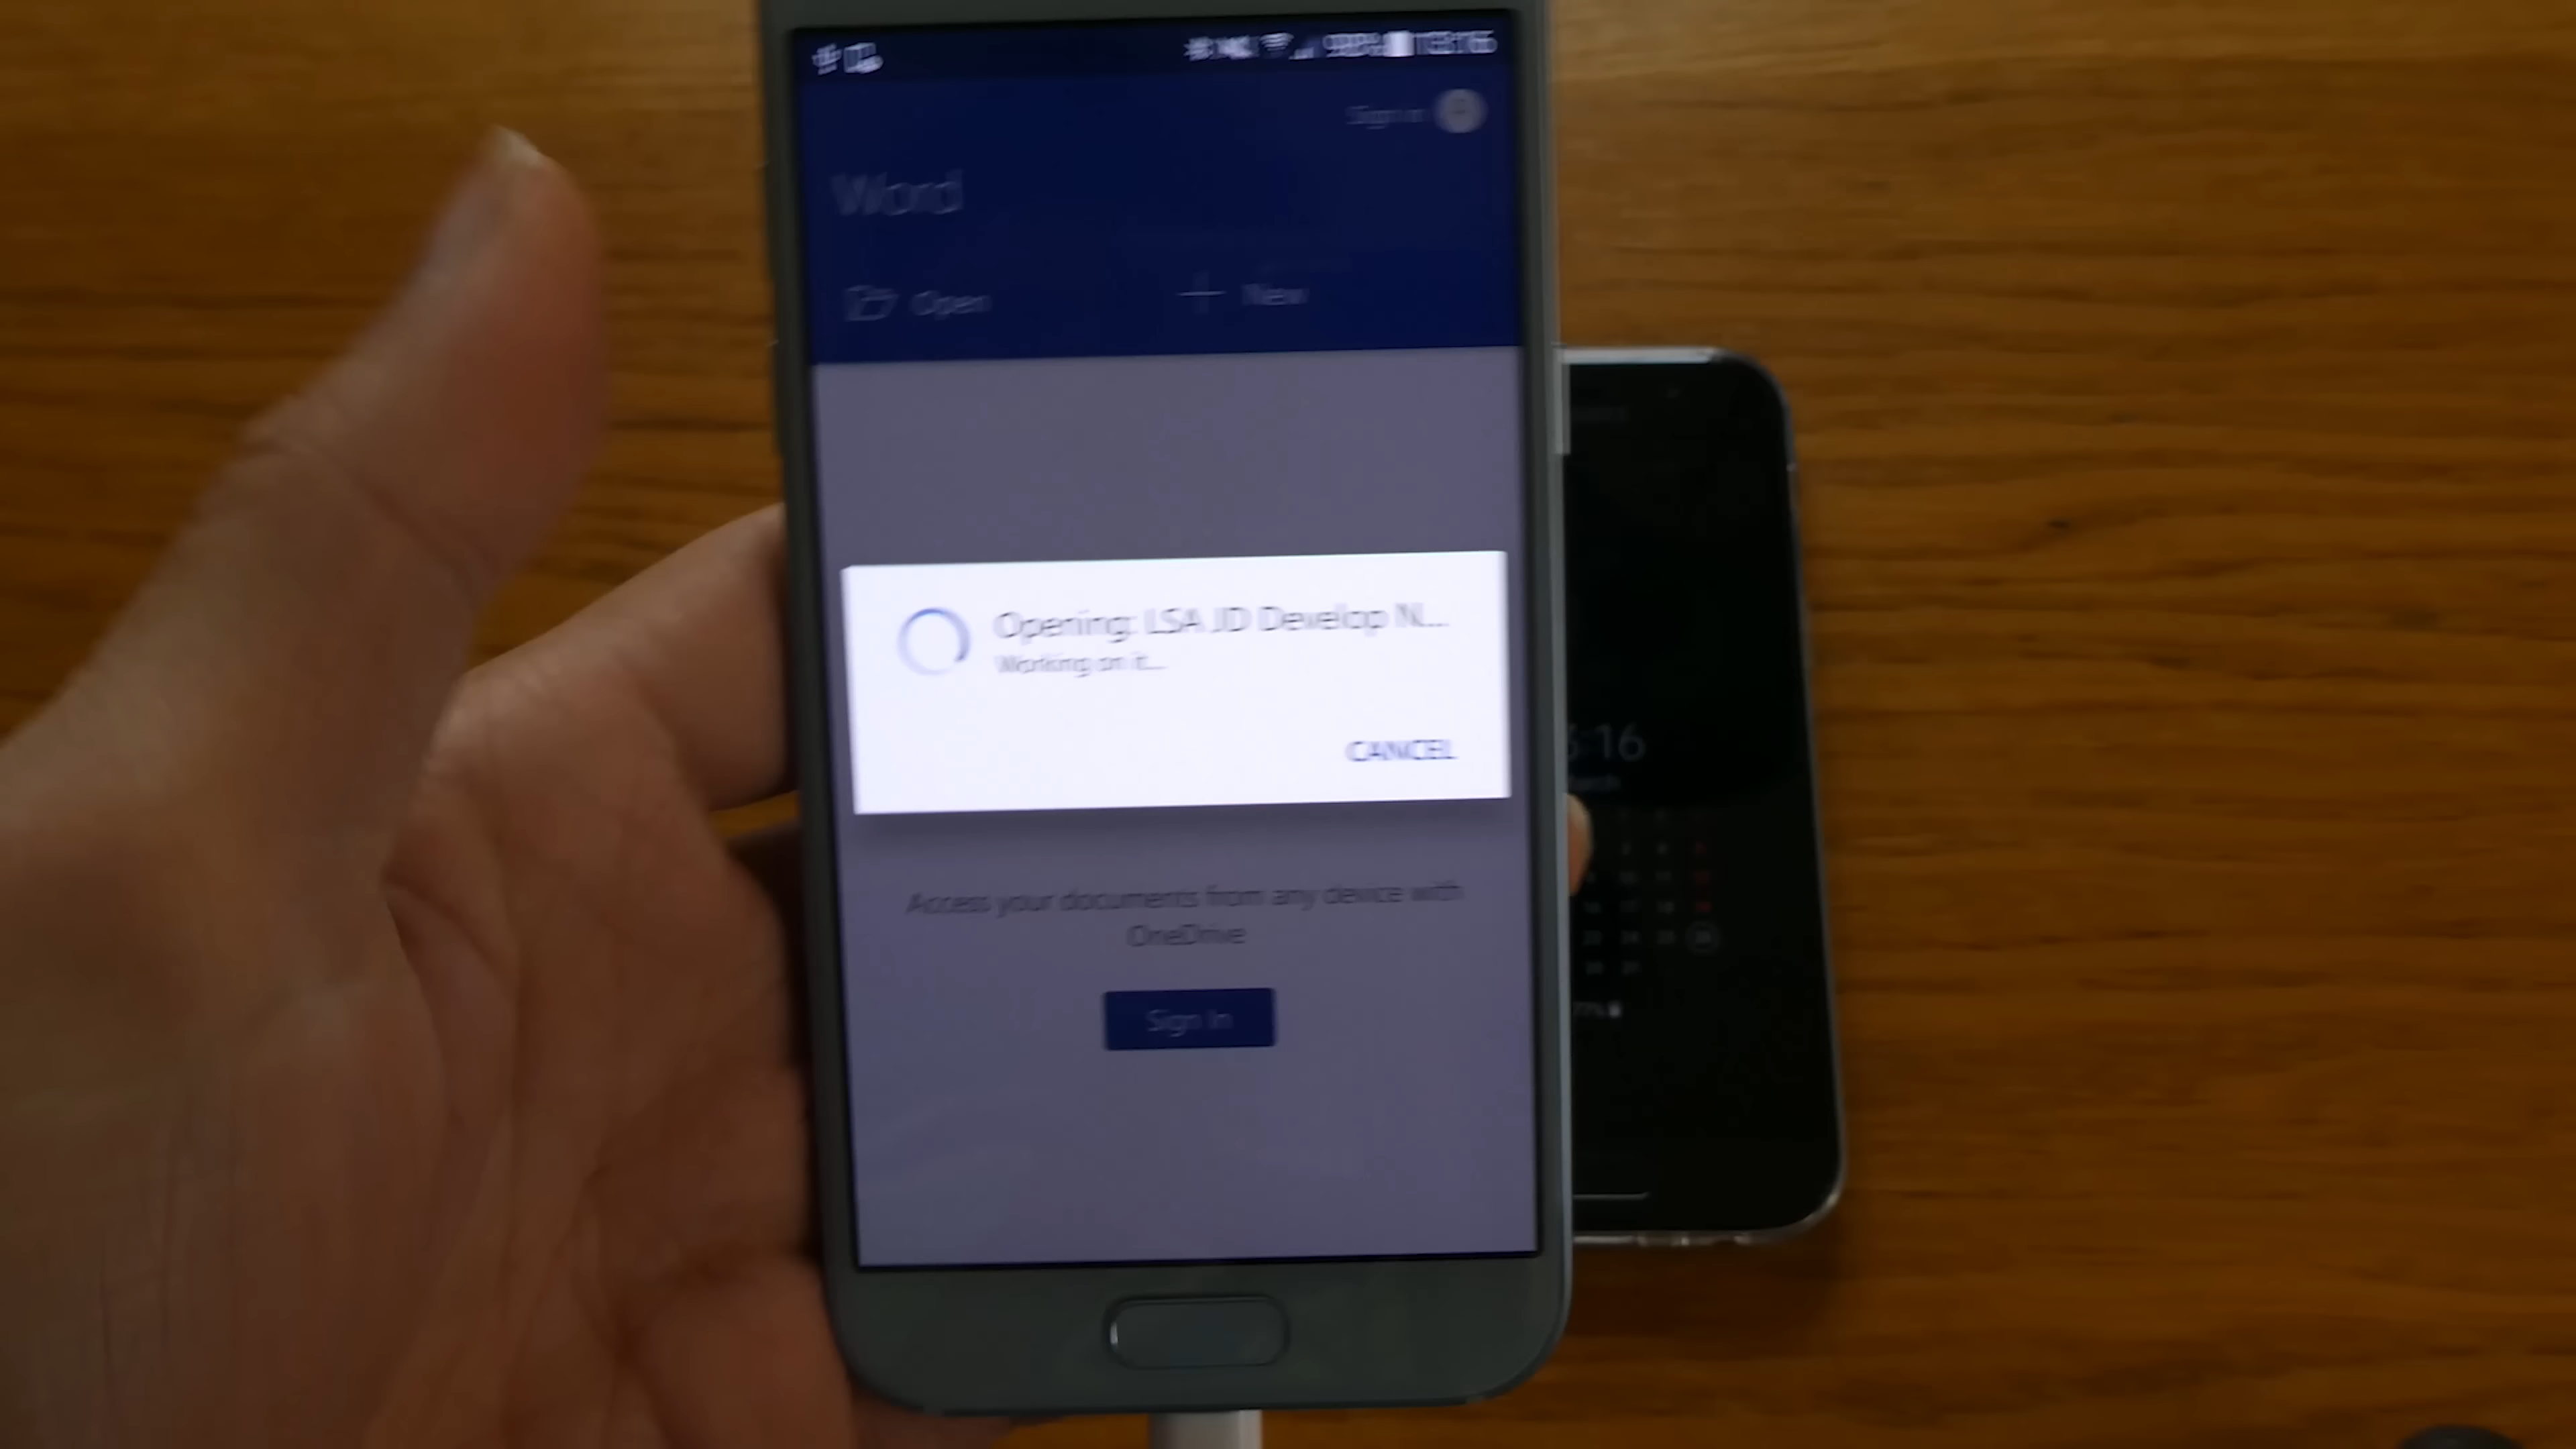 Sign in
Word
Open
New
Opening: LSA JD Develop N...
Working on it...
CANCEL
Access your documents from any device with
OneDrive
Sign In
:16